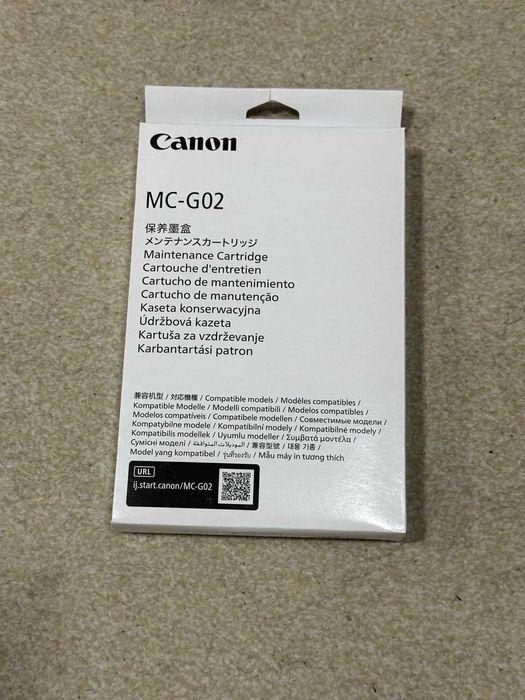 Canon
MC-G02
保养墨盒
メンテナンスカートリッジ
Maintenance Cartridge
Cartouche d'entretien
Cartucho de mantenimiento
Cartucho de manutenção
Kaseta konserwacyjna
Údržbová kazeta
Kartuša za vzdrževanje
Karbantartási patron
兼容机型 / 対応機種 / Compatible models / Modèles compatibles /
Kompatible Modelle / Modelli compatibili / Modelos compatibles /
Modelos compatíveis / Compatibele modellen / Совместимые модели /
Kompatybilne modele / Kompatibilní modely / Kompatibilné modely /
Kompatibilis modellek / Uyumlu modeller / Συμβατά μοντέλα /
Сумісні моделі / الموديلات المتوافقة / 兼容型號 / 대응 기종 /
Model yang kompatibel / รุ่นที่รองรับ / Mẫu máy in tương thích
URL
ij.start.canon/MC-G02